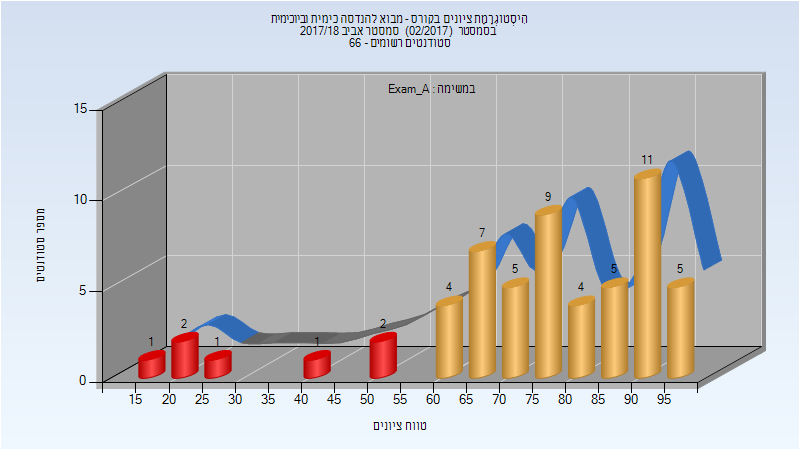 היסטוגרמת ציונים בקורס - מבוא להנדסה כימית וביוכימית
בסמסטר (02/2017) סמסטר אביב 2017/18
סטודנטים רשומים - 66
במשימה : Exam_A
מספר סטודנטים
15
10
5
0
1
2
1
1
2
4
7
5
9
4
5
11
5
15 20 25 30 35 40 45 50 55 60 65 70 75 80 85 90 95
טווח ציונים